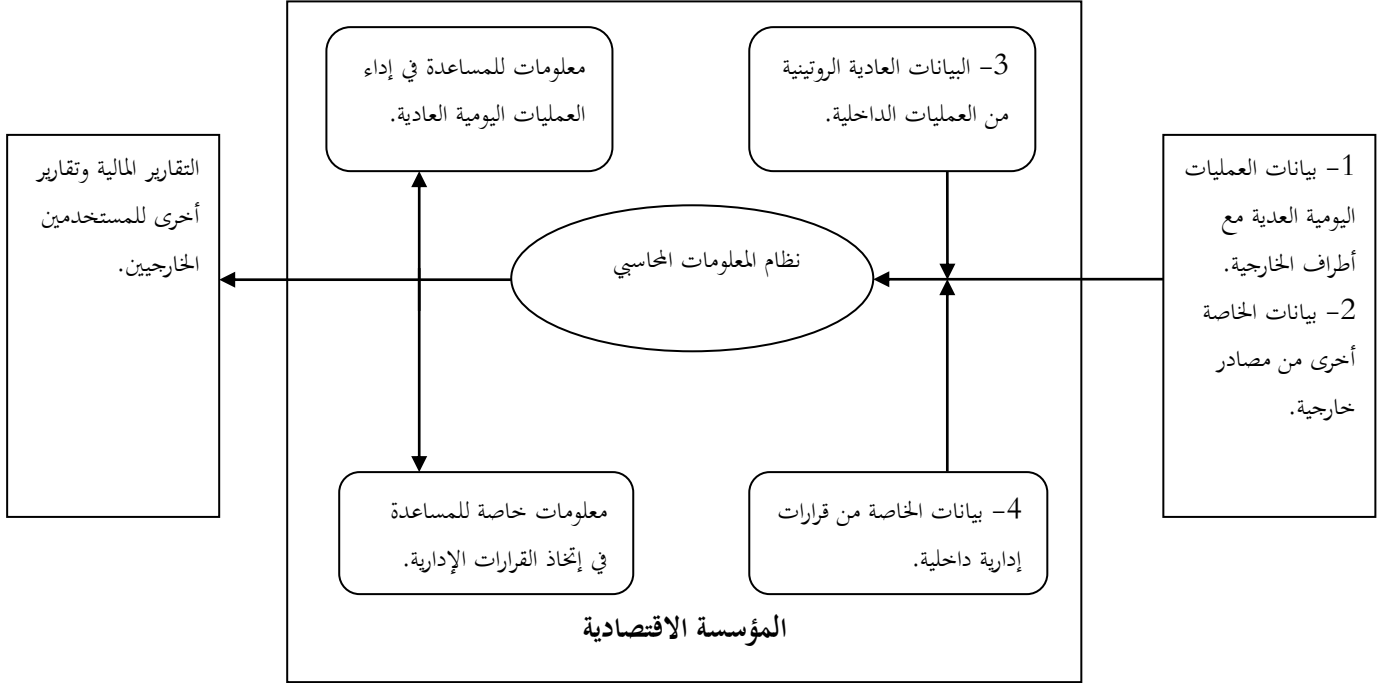 1- بيانات العمليات
اليومية العدية مع
أطراف الخارجية.
2- بيانات الخاصة
أخرى من مصادر
خارجية.
3- البيانات العادية الروتينية
من العمليات الداخلية.
4- بيانات الخاصة من قرارات
إدارية داخلية.
نظام المعلومات المحاسبي
معلومات للمساعدة في إداء
العمليات اليومية العادية.
معلومات خاصة للمساعدة
في إتخاذ القرارات الإدارية.
التقارير المالية وتقارير
أخرى للمستخدمين
الخارجيين.
المؤسسة الاقتصادية